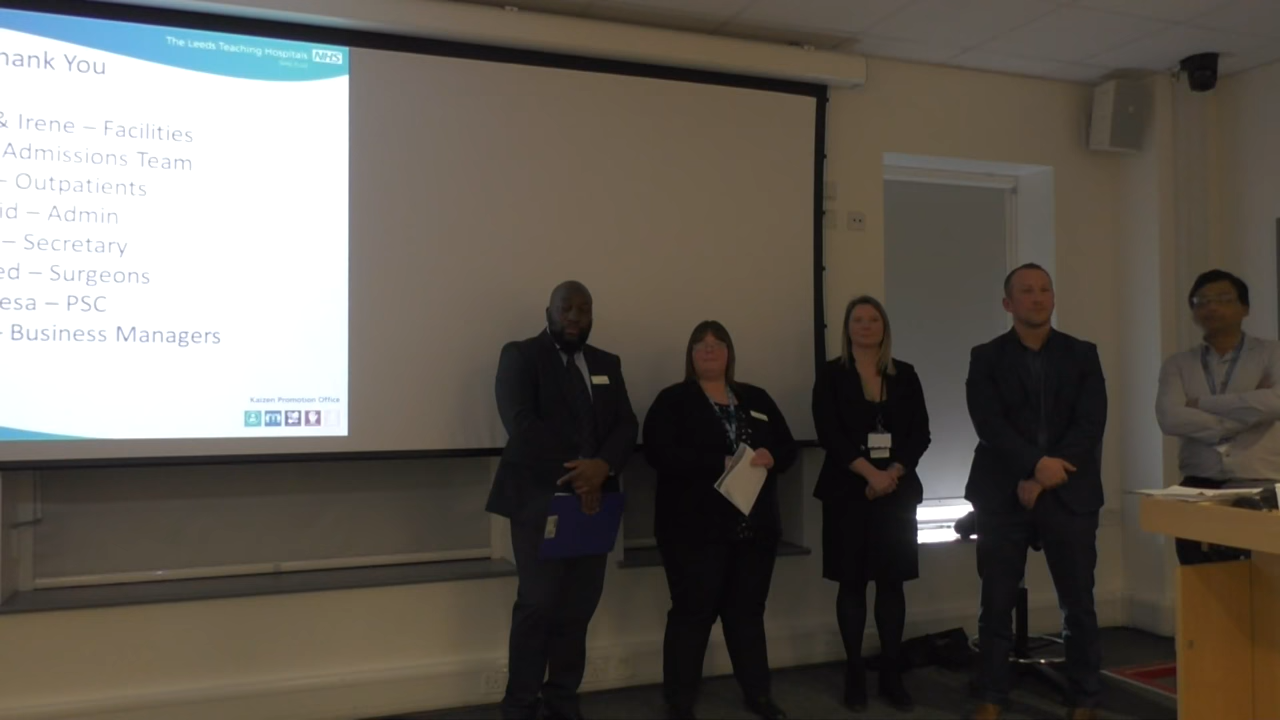 The Leeds Teaching Hospitals NHS
hank You
& Irene – Facilities
Admissions Team
– Outpatients
id – Admin
– Secretary
ed – Surgeons
esa – PSC
- Business Managers
Kaizen Promotion Office